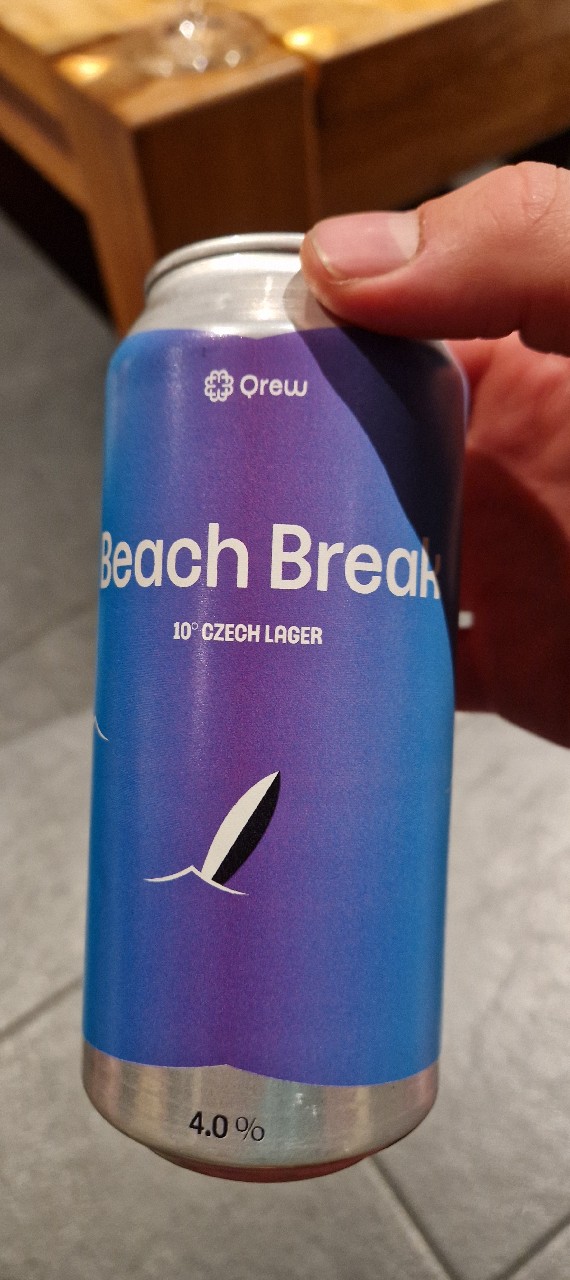 Qrew
Beach Break
10° CZECH LAGER
4.0 %